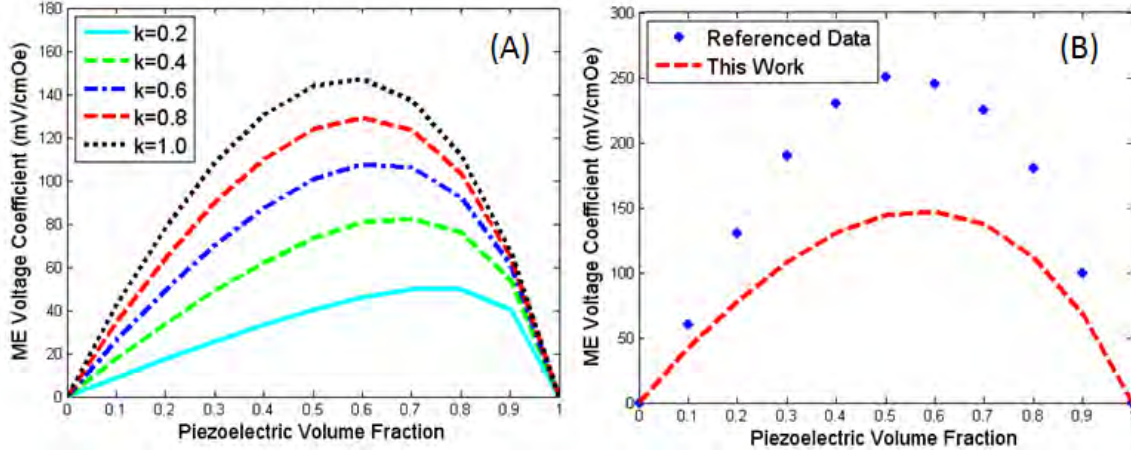 (A)
k=0.2
k=0.4
k=0.6
k=0.8
k=1.0
ME Voltage Coefficient (mV/cmOe)
180
160
140
120
100
80
60
40
20
0
0 0.1 0.2 0.3 0.4 0.5 0.6 0.7 0.8 0.9 1
Piezoelectric Volume Fraction
(B)
Referenced Data
This Work
ME Voltage Coefficient (mV/cmOe)
300
250
200
150
100
50
0
0 0.1 0.2 0.3 0.4 0.5 0.6 0.7 0.8 0.9
Piezoelectric Volume Fraction